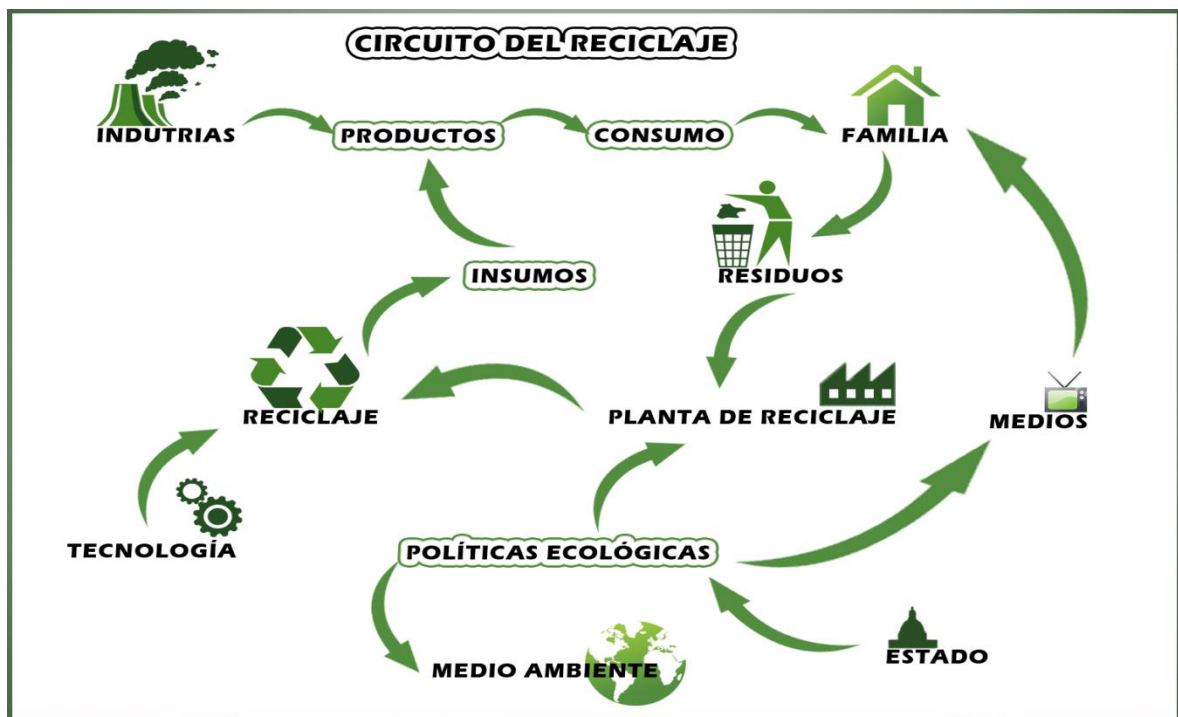 CIRCUITO DEL RECICLAJE
INDUTRIAS
PRODUCTOS
CONSUMO
FAMILIA
INSUMOS
RESIDUOS
RECICLAJE
PLANTA DE RECICLAJE
MEDIOS
TECNOLOGÍA
POLÍTICAS ECOLÓGICAS
MEDIO AMBIENTE
ESTADO